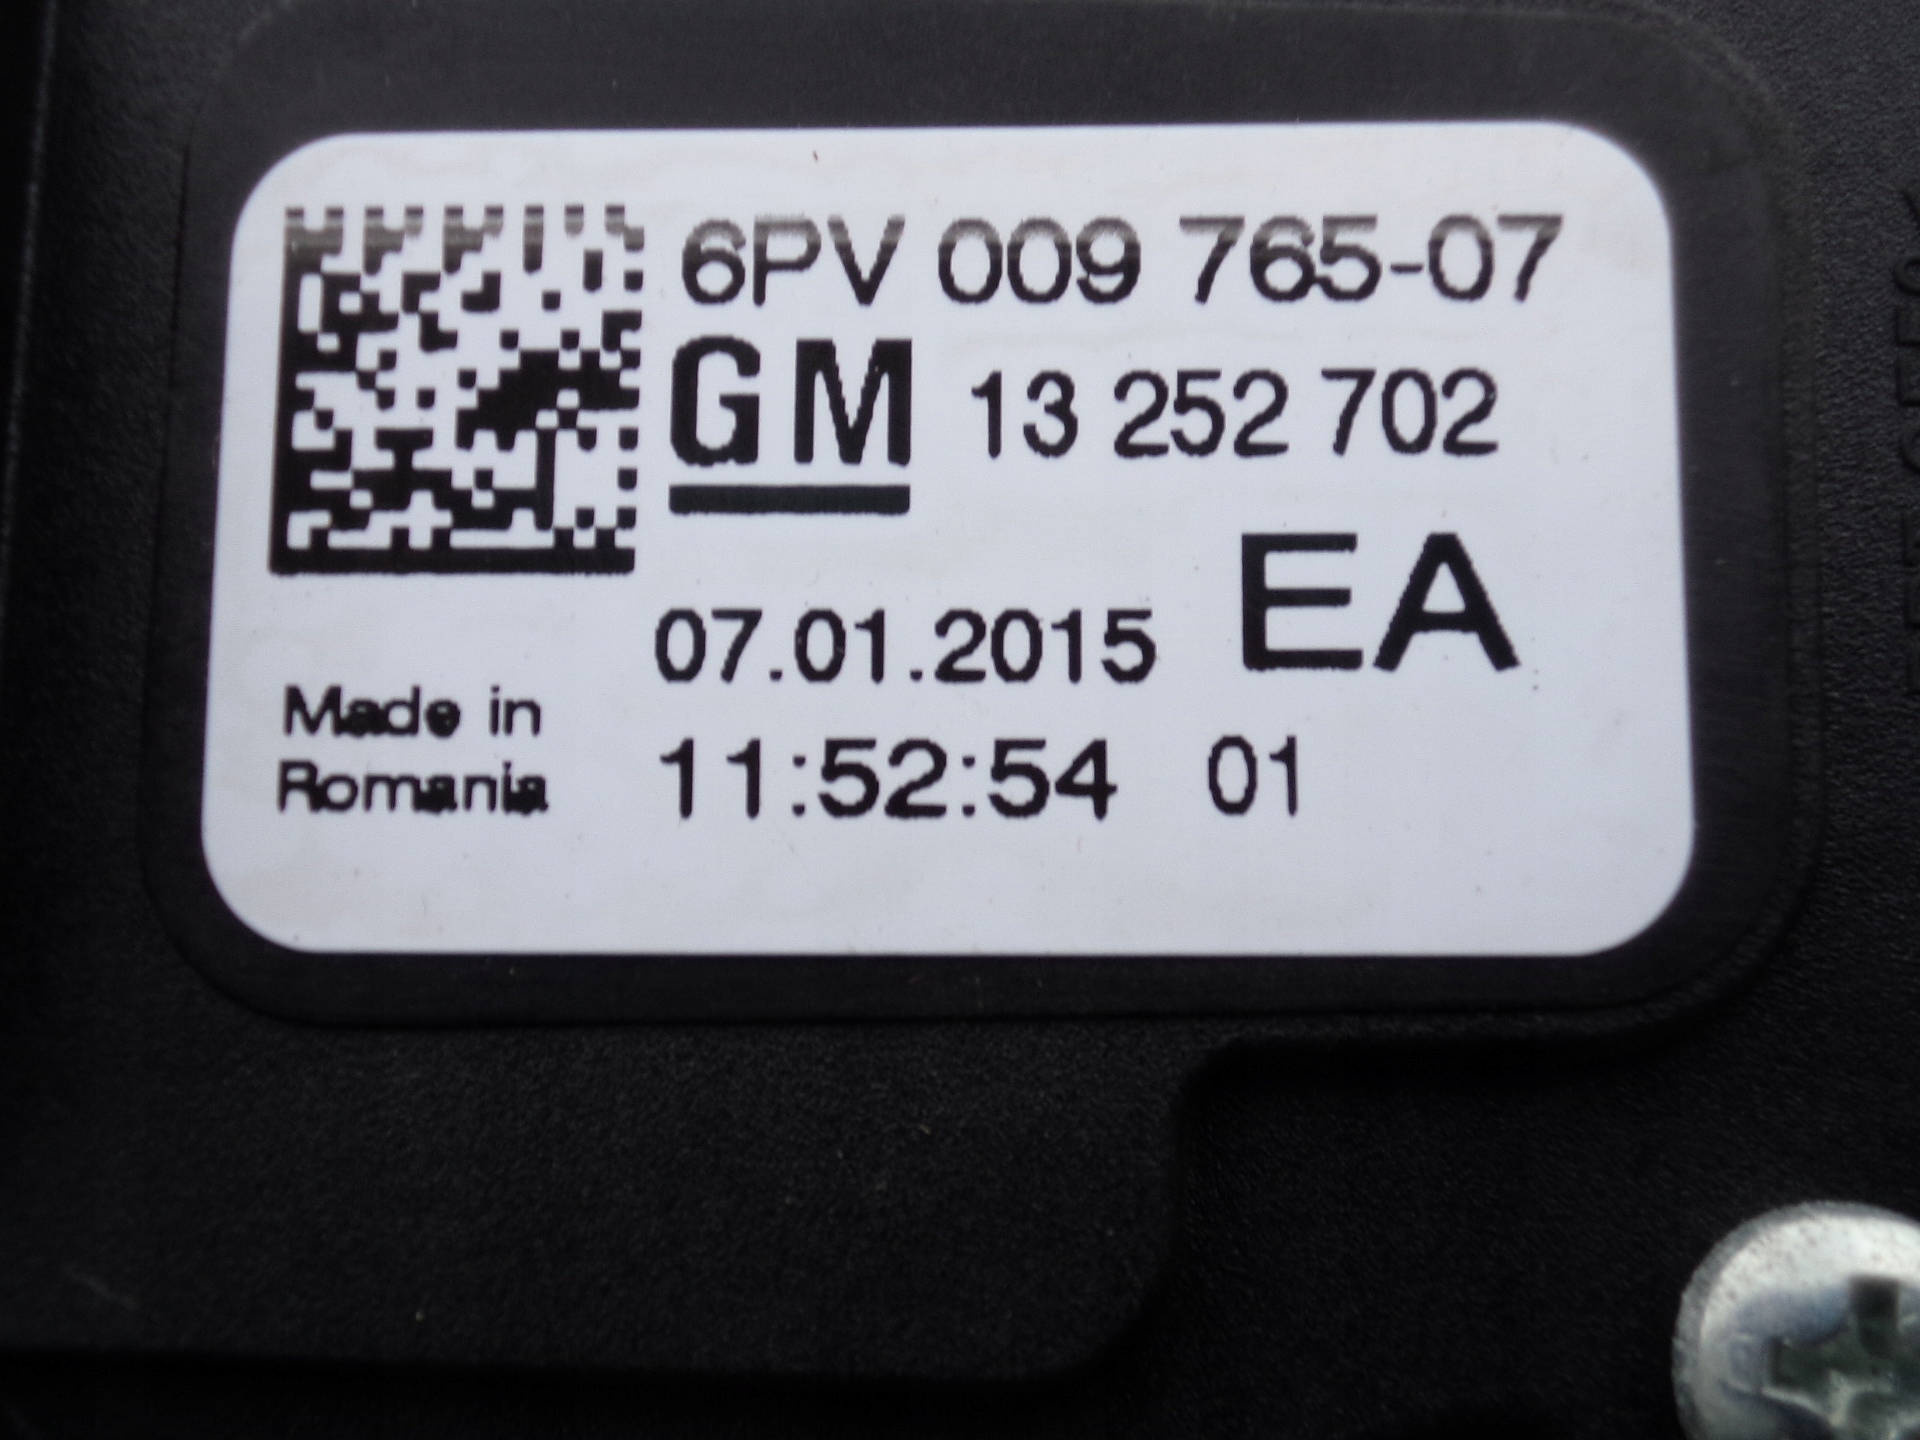 6PV 009 765-07
GM 13 252 702
EA
07.01.2015
Made in
Romania
11:52:54 01